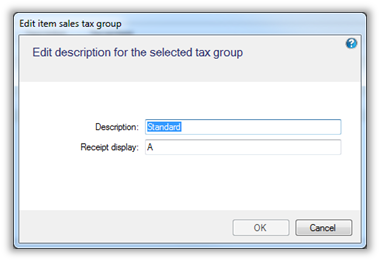 Edit item sales tax group
?
Edit description for the selected tax group
Description: Standard
Receipt display: A
OK Cancel